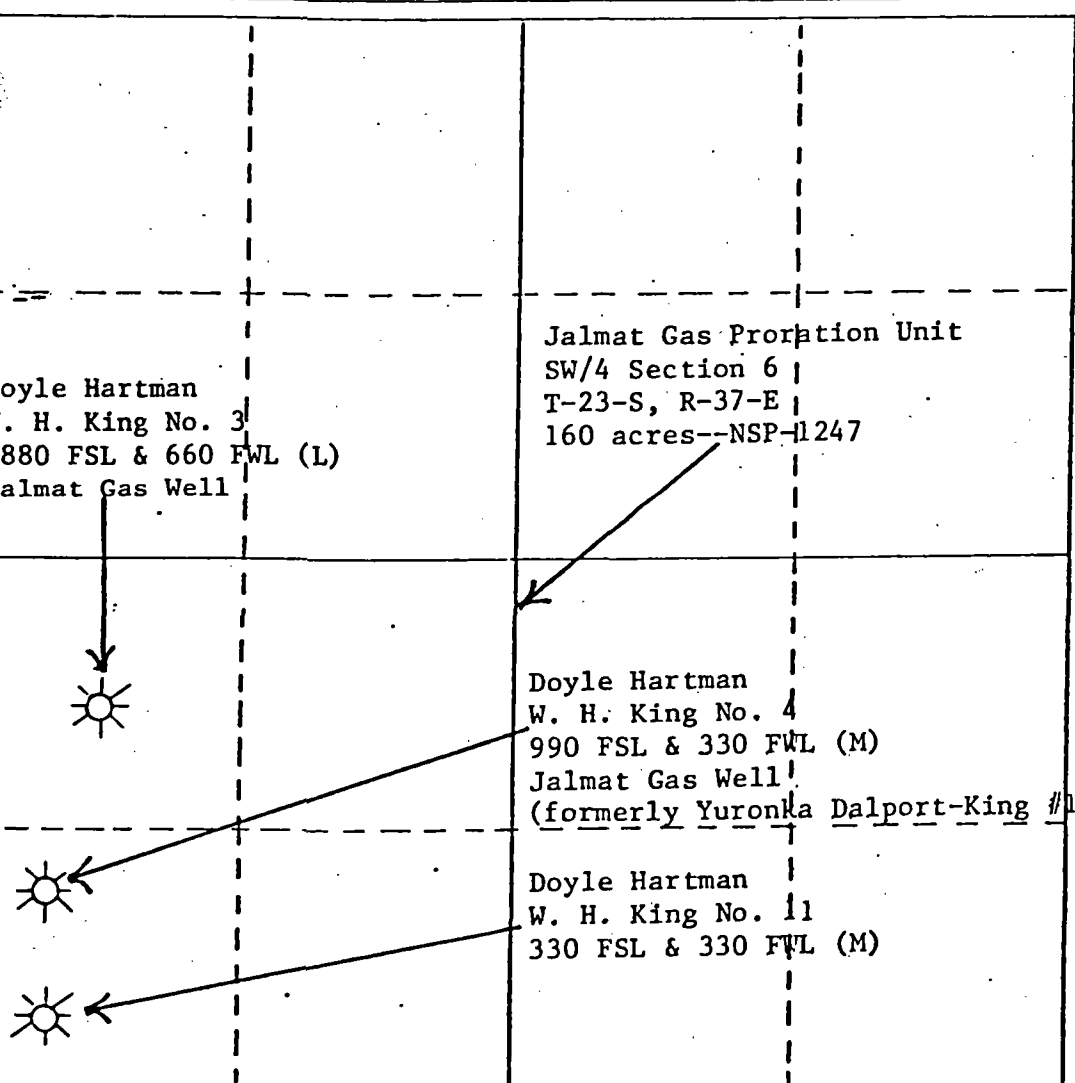 Jalmat Gas Proration Unit
SW/4 Section 6
T-23-S, R-37-E
160 acres--NSP-1247
oyle Hartman
. H. King No. 3
880 FSL & 660 FWL (L)
almat Gas Well
Doyle Hartman
W. H. King No. 4
990 FSL & 330 FWL (M)
Jalmat Gas Well
(formerly Yuronka Dalport-King #1
Doyle Hartman
W. H. King No. 11
330 FSL & 330 FWL (M)